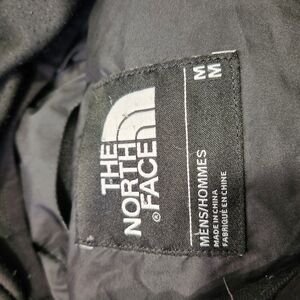 THE
NORTH
FACE®
M
M
MENS/HOMMES
MADE IN CHINA
FABRIQUÉ EN CHINE